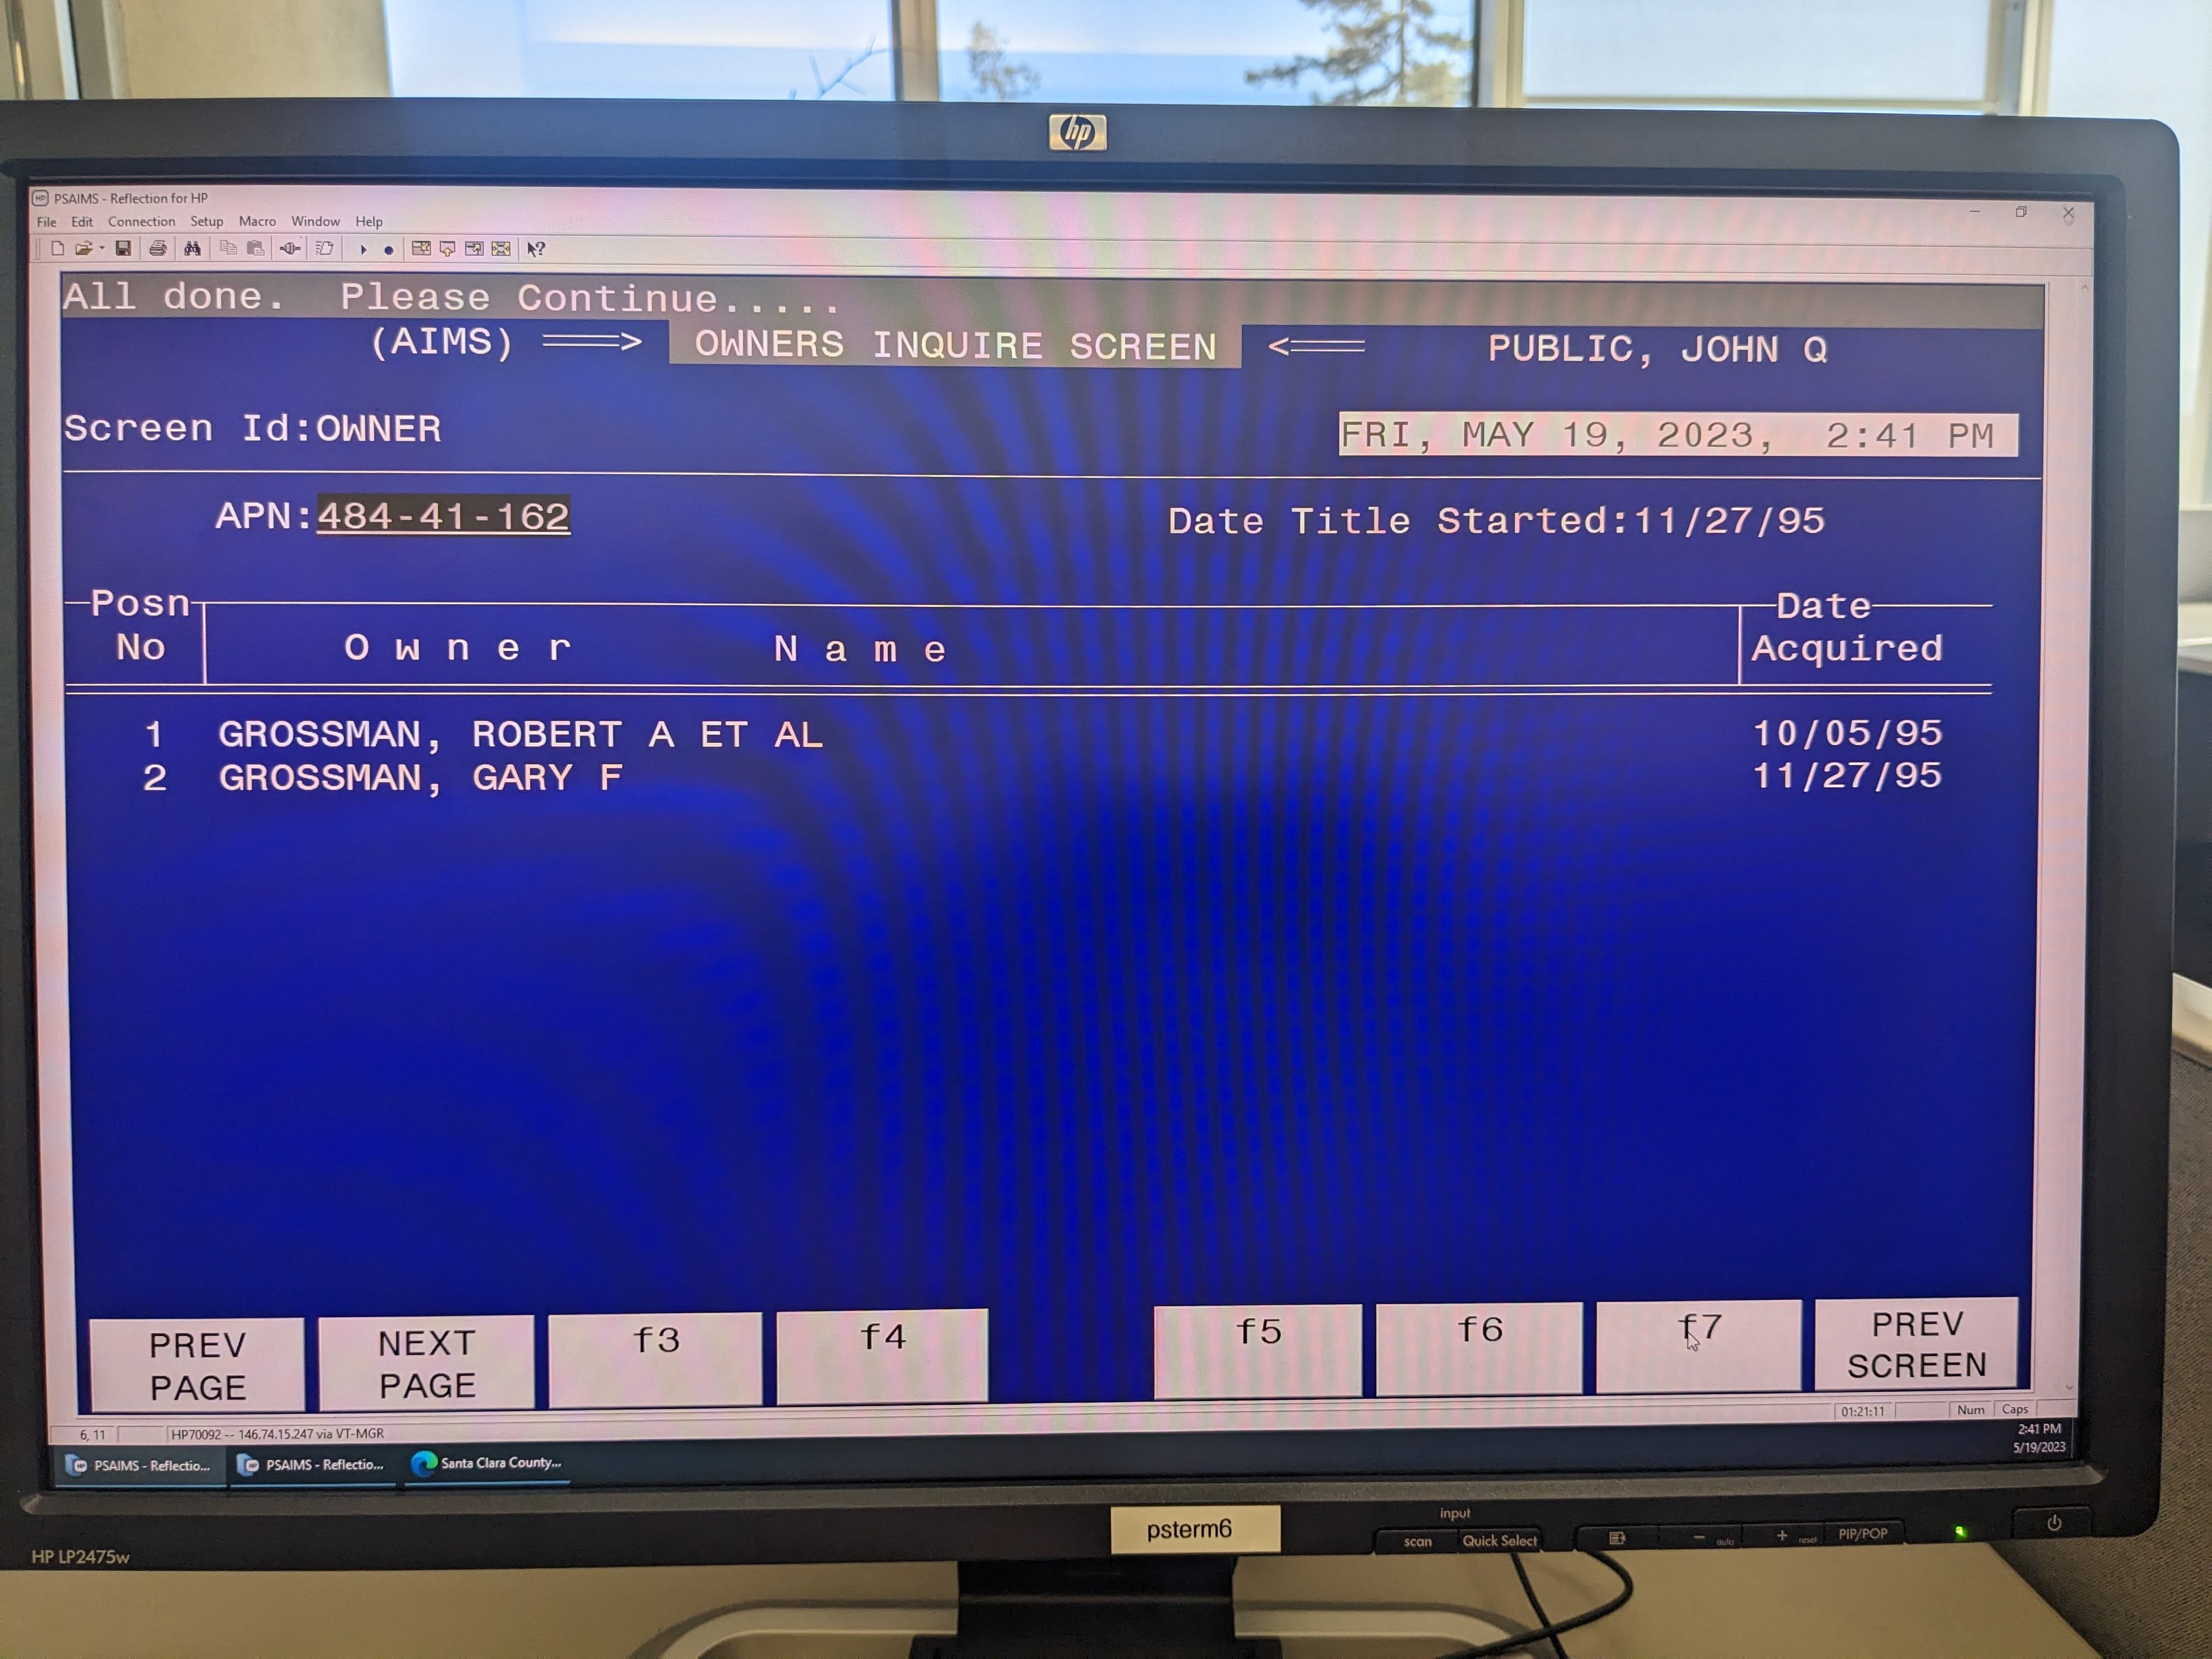 hp
PSAIMS - Reflection for HP
File Edit Connection Setup Macro Window Help
All done. Please Continue.....
(AIMS) ===> OWNERS INQUIRE SCREEN <=== PUBLIC, JOHN Q
Screen Id:OWNER FRI, MAY 19, 2023, 2:41 PM
APN:484-41-162 Date Title Started:11/27/95
Posn Date
No Owner Name Acquired
1 GROSSMAN, ROBERT A ET AL 10/05/95
2 GROSSMAN, GARY F 11/27/95
PREV PAGE NEXT PAGE f3 f4 f5 f6 f7 PREV SCREEN
01:21:11 Num Caps
6, 11 HP70092 -- 146.74.15.247 via VT-MGR
2:41 PM
PSAIMS - Reflectio... PSAIMS - Reflectio... Santa Clara County... 5/19/2023
psterm6
input
scan Quick Select - auto + reset PIP/POP
HP LP2475w